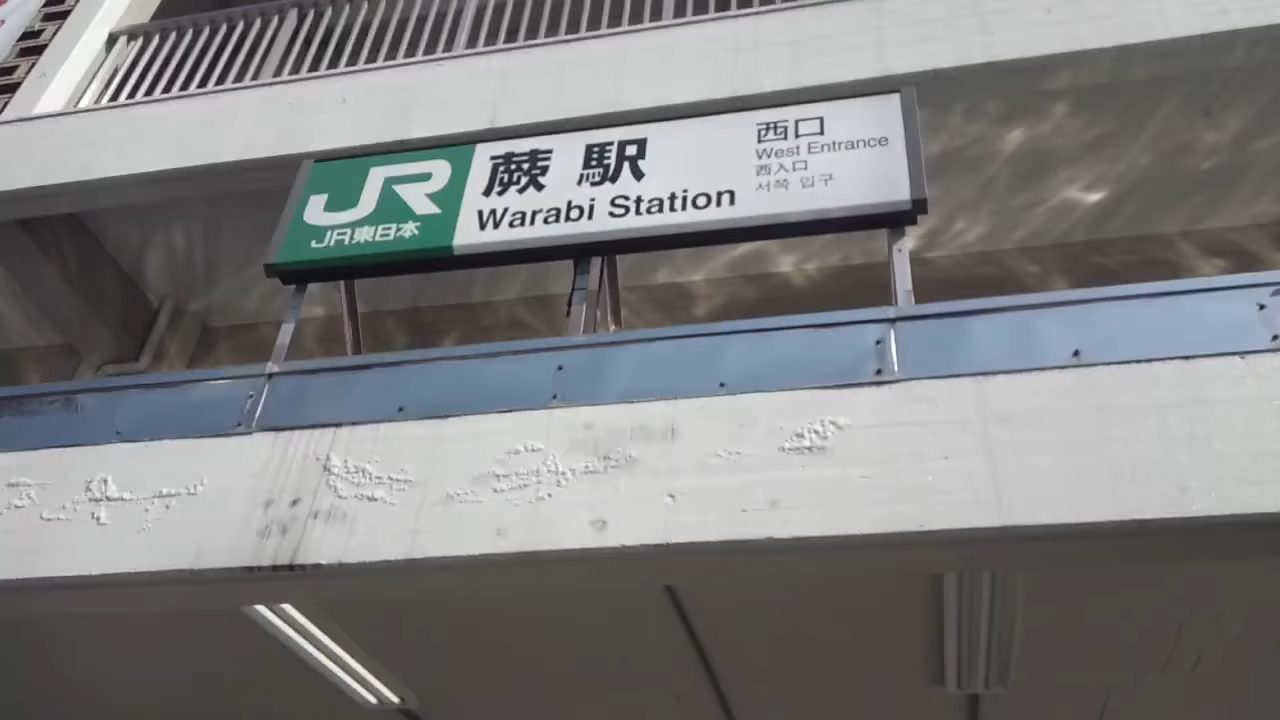 JR
JR東日本
蕨駅
Warabi Station
西口
West Entrance
西入口
서쪽 입구